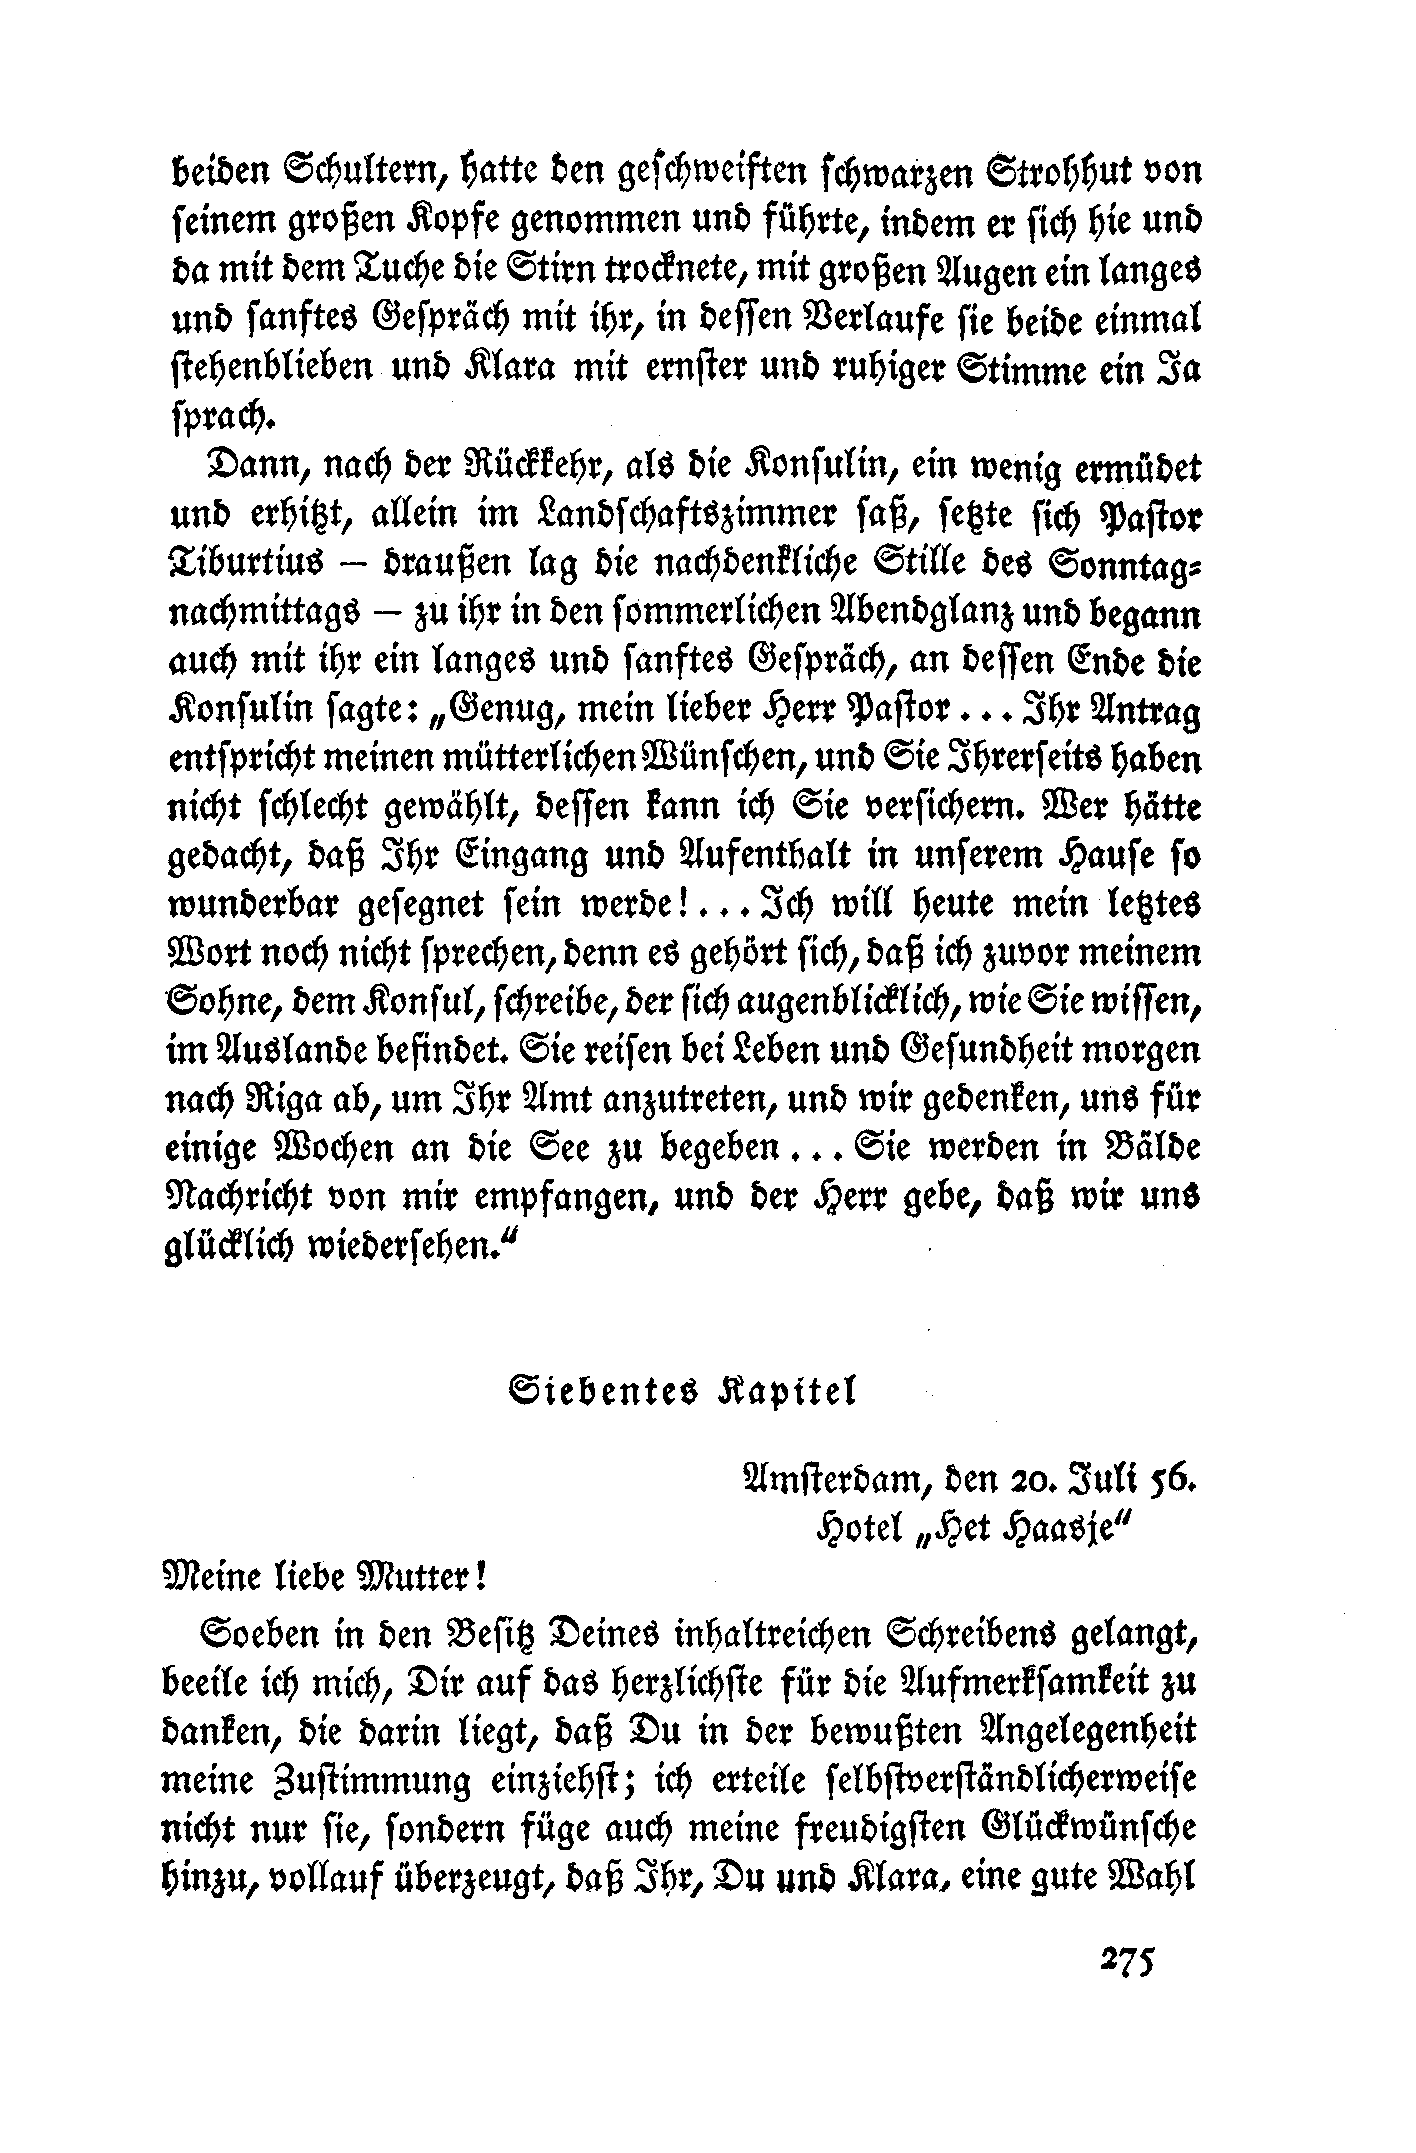 beiden Schultern, hatte den geschweiften schwarzen Strohhut von
seinem großen Kopfe genommen und führte, indem er sich hie und
da mit dem Tuche die Stirn trocknete, mit großen Augen ein langes
und sanftes Gespräch mit ihr, in dessen Verlaufe sie beide einmal
stehenblieben und Klara mit ernster und ruhiger Stimme ein Ja
sprach.
Dann, nach der Rückkehr, als die Konsulin, ein wenig ermüdet
und erhitzt, allein im Landschaftszimmer saß, setzte sich Pastor
Tiburtius — draußen lag die nachdenkliche Stille des Sonntag-
nachmittags — zu ihr in den sommerlichen Abendglanz und begann
auch mit ihr ein langes und sanftes Gespräch, an dessen Ende die
Konsulin sagte: „Genug, mein lieber Herr Pastor... Ihr Antrag
entspricht meinen mütterlichen Wünschen, und Sie Ihrerseits haben
nicht schlecht gewählt, dessen kann ich Sie versichern. Wer hätte
gedacht, daß Ihr Eingang und Aufenthalt in unserem Hause so
wunderbar gesegnet sein werde!... Ich will heute mein letztes
Wort noch nicht sprechen, denn es gehört sich, daß ich zuvor meinem
Sohne, dem Konsul, schreibe, der sich augenblicklich, wie Sie wissen,
im Auslande befindet. Sie reisen bei Leben und Gesundheit morgen
nach Riga ab, um Ihr Amt anzutreten, und wir gedenken, uns für
einige Wochen an die See zu begeben... Sie werden in Bälde
Nachricht von mir empfangen, und der Herr gebe, daß wir uns
glücklich wiedersehen.“
Siebentes Kapitel
Amsterdam, den 20. Juli 56.
Hotel „Het Haasje“
Meine liebe Mutter!
Soeben in den Besitz Deines inhaltreichen Schreibens gelangt,
beeile ich mich, Dir auf das herzlichste für die Aufmerksamkeit zu
danken, die darin liegt, daß Du in der bewußten Angelegenheit
meine Zustimmung einziehst; ich erteile selbstverständlicherweise
nicht nur sie, sondern füge auch meine freudigsten Glückwünsche
hinzu, vollauf überzeugt, daß Ihr, Du und Klara, eine gute Wahl
275